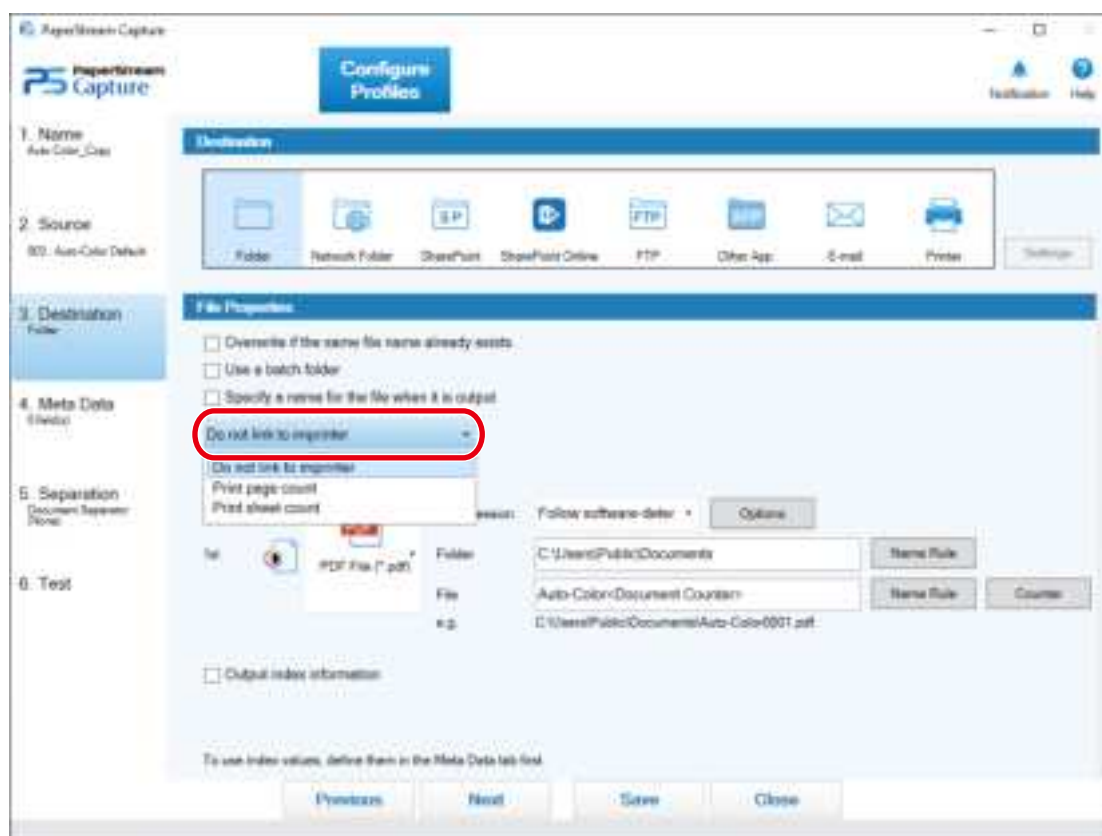 PaperStream Capture
PaperStream
Capture
Configure
Profiles
Notification
Help
1. Name
Auto Color_Copy
2. Source
002 : Auto-Color Default
3. Destination
Folder
4. Meta Data
5. Separation
Document Separator
(None)
6. Test
Destination
Folder
Network Folder
SharePoint
SharePoint Online
FTP
Other App
E-mail
Printer
Settings
File Properties
Overwrite if the same file name already exists
Use a batch folder
Specify a name for the file when it is output
Do not link to imprinter
Do not link to imprinter
Print page count
Print sheet count
Follow software-deter
Options
1st
PDF File (*.pdf)
Folder
C:\Users\Public\Documents
Name Rule
File
Auto-Color<Document Counter>
Name Rule
Counter
e.g.
C:\Users\Public\Documents\Auto-Color0001.pdf
Output index information
To use index values, define them in the Meta Data tab first.
Previous
Next
Save
Close